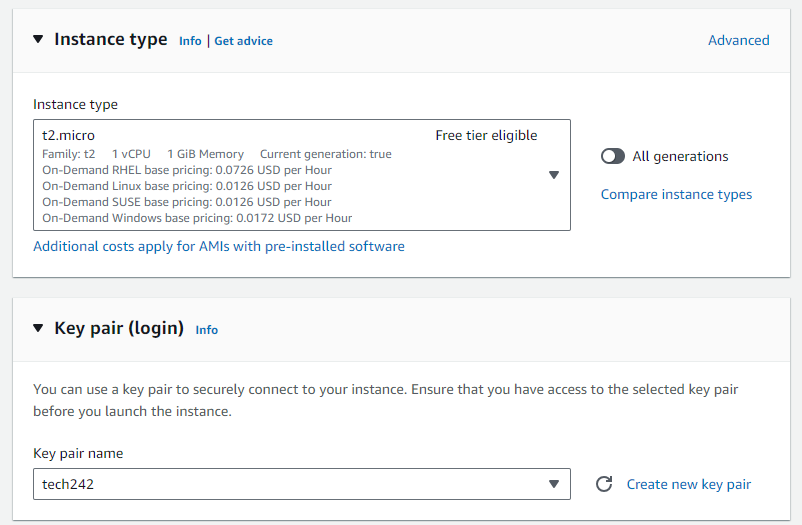 Instance type Info | Get advice Advanced
Instance type
t2.micro Free tier eligible
Family: t2 1 vCPU 1 GiB Memory Current generation: true
On-Demand RHEL base pricing: 0.0726 USD per Hour
On-Demand Linux base pricing: 0.0126 USD per Hour
On-Demand SUSE base pricing: 0.0126 USD per Hour
On-Demand Windows base pricing: 0.0172 USD per Hour
All generations
Compare instance types
Additional costs apply for AMIs with pre-installed software
Key pair (login) Info
You can use a key pair to securely connect to your instance. Ensure that you have access to the selected key pair
before you launch the instance.
Key pair name
tech242
Create new key pair